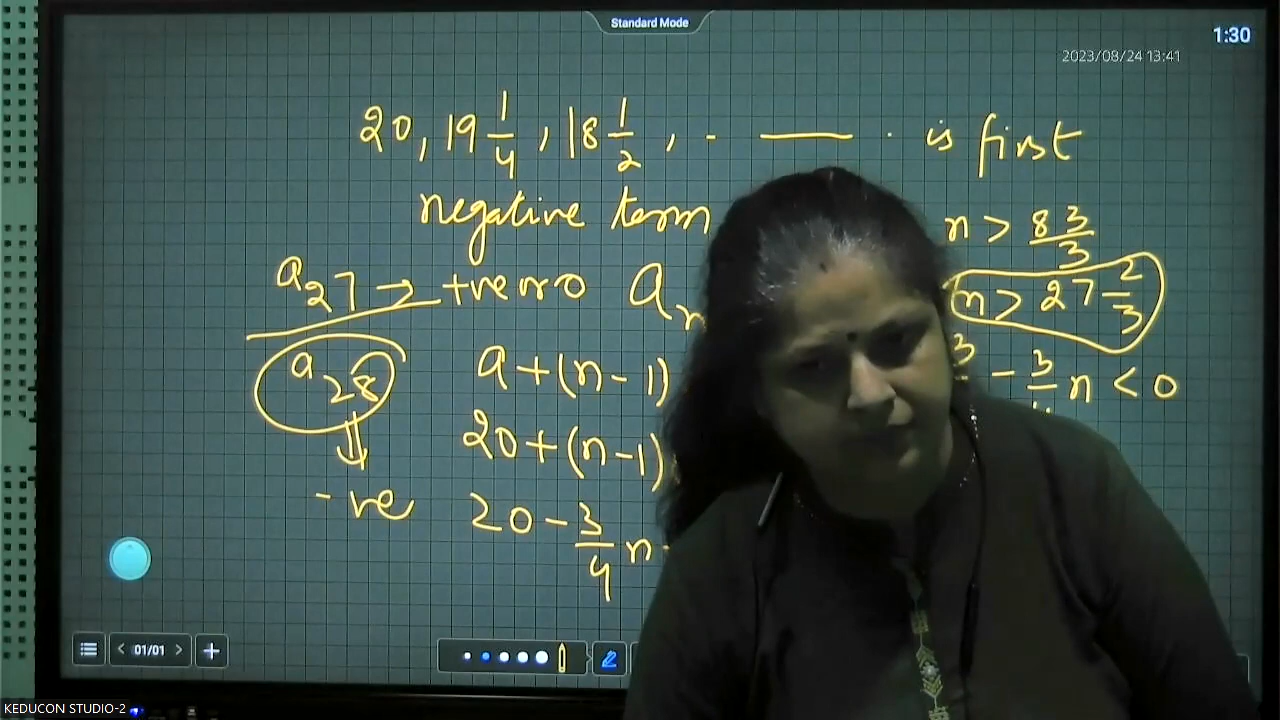 Standard Mode
1:30
2023/08/24 13:41
20, 19 1/4, 18 1/2, . ——— . is first
negative term
n > 83/3
a27 → +ve no
an
n > 27 2/3
a28
a + (n - 1)
- 3/4 n < 0
20 + (n - 1)
- ve
20 - 3/4 n
01/01
KEDUCON STUDIO-2